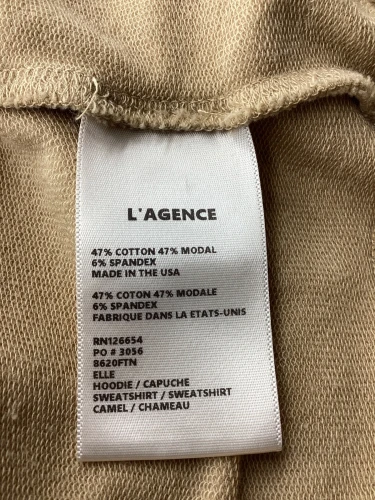 L'AGENCE
47% COTTON 47% MODAL
6% SPANDEX
MADE IN THE USA
47% COTON 47% MODALE
6% SPANDEX
FABRIQUE DANS LA ETATS-UNIS
RN126654
PO # 3056
8620FTN
ELLE
HOODIE / CAPUCHE
SWEATSHIRT / SWEATSHIRT
CAMEL / CHAMEAU